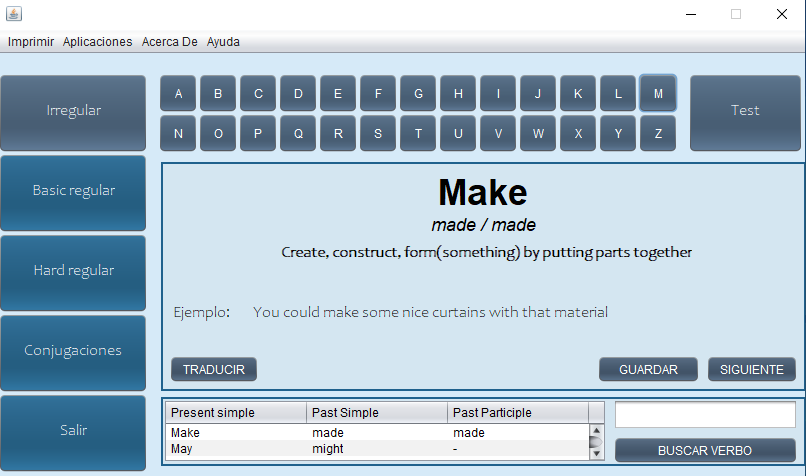 Imprimir Aplicaciones Acerca De Ayuda
Irregular
A B C D E F G H I J K L M
N O P Q R S T U V W X Y Z
Test
Basic regular
Hard regular
Conjugaciones
Salir
Make
made / made
Create, construct, form(something) by putting parts together
Ejemplo: You could make some nice curtains with that material
TRADUCIR GUARDAR SIGUIENTE
Present simple Past Simple Past Participle
Make made made
May might -
BUSCAR VERBO